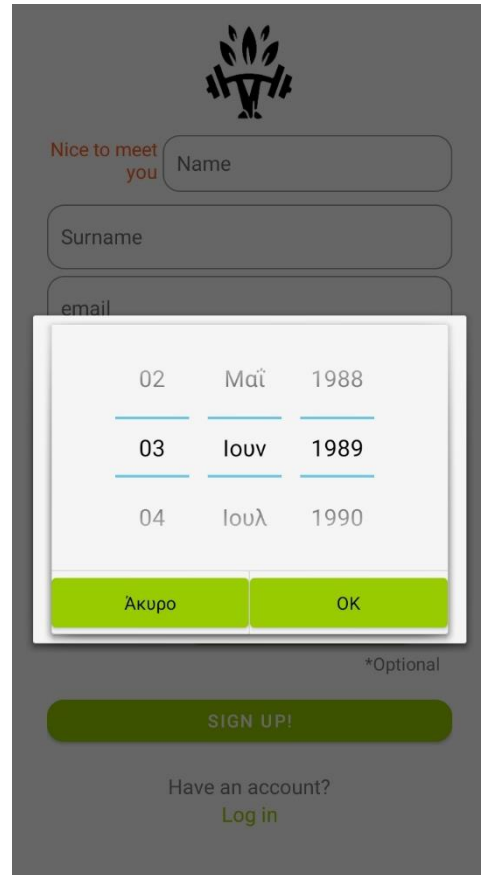 Nice to meet
you
Name
Surname
email
02 Μαΐ 1988
03 Ιουν 1989
04 Ιουλ 1990
Άκυρο OK
*Optional
SIGN UP!
Have an account?
Log in